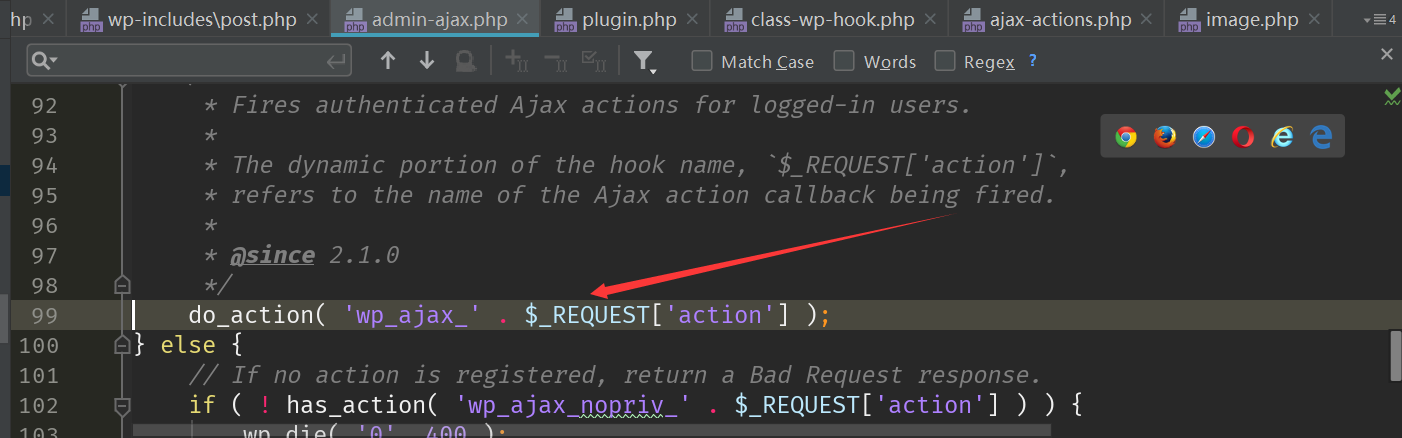 hp
wp-includes\post.php
admin-ajax.php
plugin.php
class-wp-hook.php
ajax-actions.php
image.php
4
Match Case
Words
Regex
?
92 * Fires authenticated Ajax actions for logged-in users.
93 *
94 * The dynamic portion of the hook name, `$_REQUEST['action']`,
95 * refers to the name of the Ajax action callback being fired.
96 *
97 * @since 2.1.0
98 */
99 do_action( 'wp_ajax_' . $_REQUEST['action'] );
100 } else {
101 // If no action is registered, return a Bad Request response.
102 if ( ! has_action( 'wp_ajax_nopriv_' . $_REQUEST['action'] ) ) {
103 wp_die( '0', 400 );